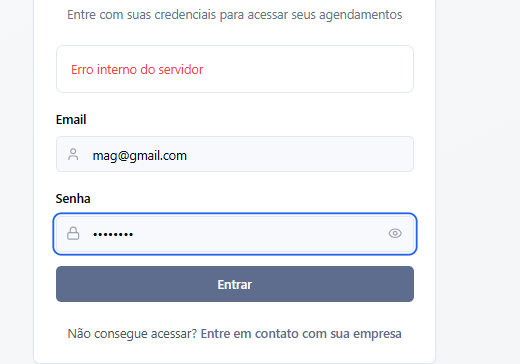 Entre com suas credenciais para acessar seus agendamentos
Erro interno do servidor
Email
mag@gmail.com
Senha
••••••••
Entrar
Não consegue acessar? Entre em contato com sua empresa